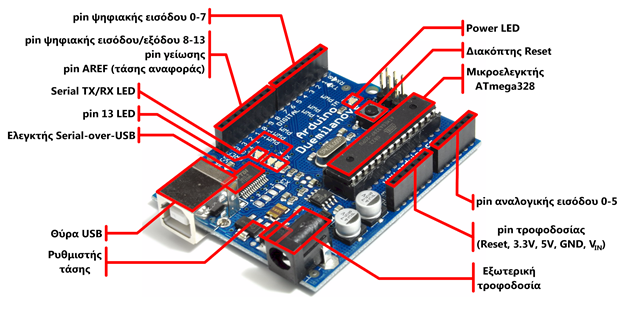 pin ψηφιακής εισόδου 0-7
pin ψηφιακής εισόδου/εξόδου 8-13
pin γείωσης
pin AREF (τάσης αναφοράς)
Serial TX/RX LED
pin 13 LED
Ελεγκτής Serial-over-USB
Θύρα USB
Ρυθμιστής
τάσης
Power LED
Διακόπτης Reset
Μικροελεγκτής
ATmega328
pin αναλογικής εισόδου 0-5
pin τροφοδοσίας
(Reset, 3.3V, 5V, GND, VIN)
Εξωτερική
τροφοδοσία
Arduino
Duemilanove
DIGITAL